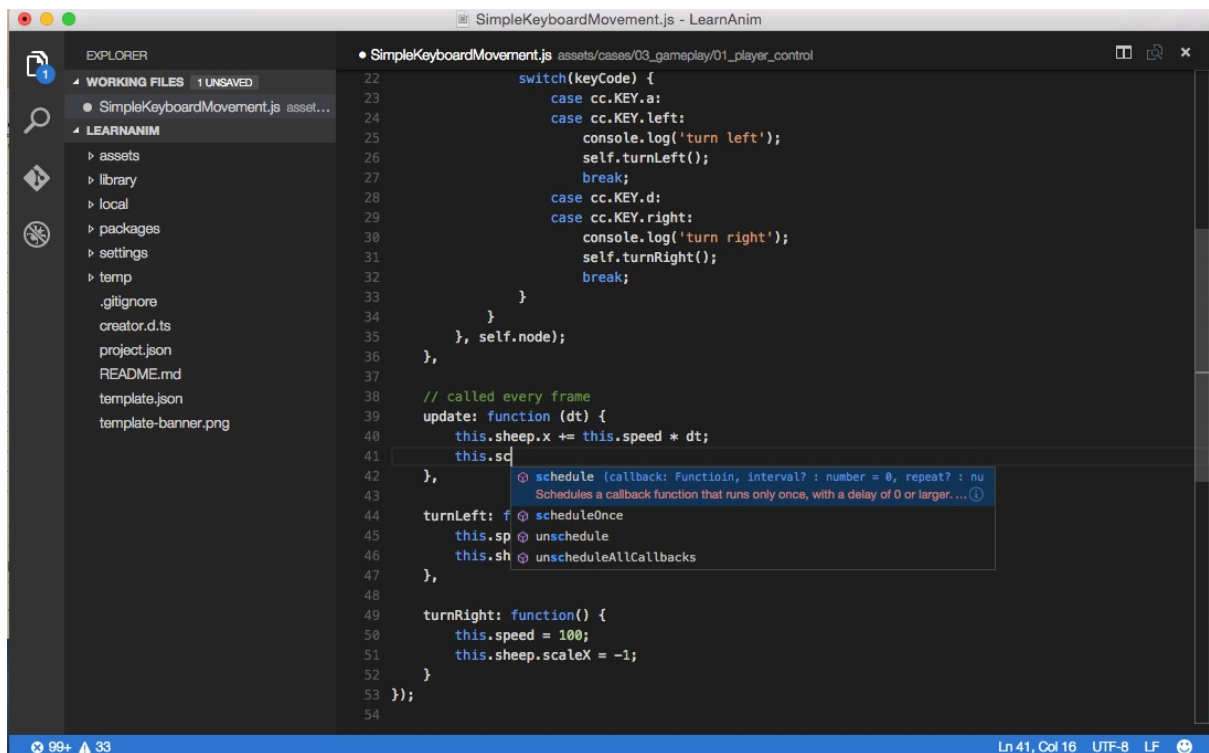 SimpleKeyboardMovement.js - LearnAnim
EXPLORER
WORKING FILES 1 UNSAVED
SimpleKeyboardMovement.js asset...
LEARNANIM
assets
library
local
packages
settings
temp
.gitignore
creator.d.ts
project.json
README.md
template.json
template-banner.png
1
SimpleKeyboardMovement.js assets/cases/03_gameplay/01_player_control
22 switch(keyCode) {
23 case cc.KEY.a:
24 case cc.KEY.left:
25 console.log('turn left');
26 self.turnLeft();
27 break;
28 case cc.KEY.d:
29 case cc.KEY.right:
30 console.log('turn right');
31 self.turnRight();
32 break;
33 }
34 }
35 }, self.node);
36 },
37
38 // called every frame
39 update: function (dt) {
40 this.sheep.x += this.speed * dt;
41 this.sc
42 },
schedule (callback: Functioin, interval? : number = 0, repeat? : nu
43
Schedules a callback function that runs only once, with a delay of 0 or larger. ...
44 turnLeft: f
scheduleOnce
45 this.sp
unschedule
46 this.sh
unscheduleAllCallbacks
47 },
48
49 turnRight: function() {
50 this.speed = 100;
51 this.sheep.scaleX = -1;
52 }
53 });
54
99+ 33
Ln 41, Col 16 UTF-8 LF